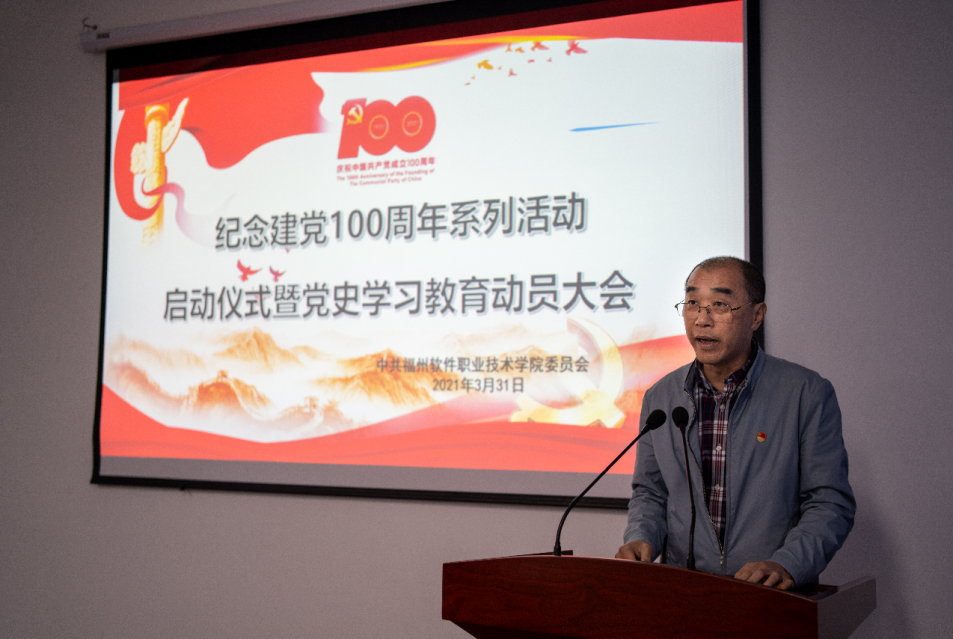 100
庆祝中国共产党成立100周年
The 100th Anniversary of the Founding of
The Communist Party of China
纪念建党100周年系列活动
启动仪式暨党史学习教育动员大会
中共福州软件职业技术学院委员会
2021年3月31日